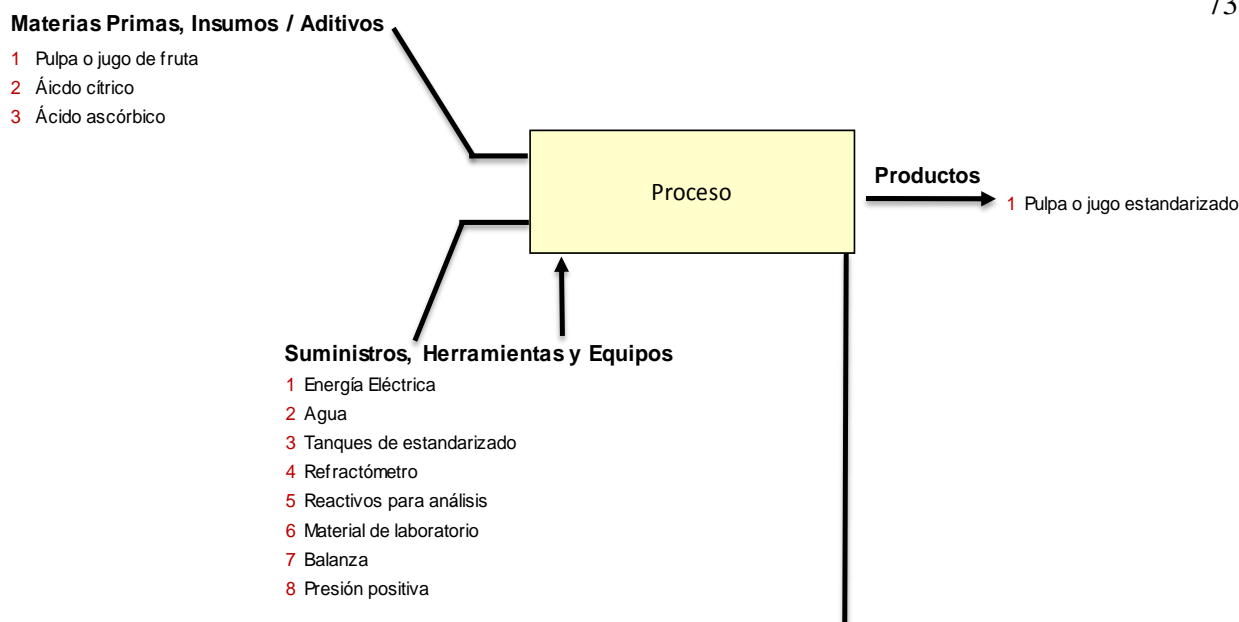 73
Materias Primas, Insumos / Aditivos
1 Pulpa o jugo de fruta
2 Áicdo cítrico
3 Ácido ascórbico
Proceso
Productos
1 Pulpa o jugo estandarizado
Suministros, Herramientas y Equipos
1 Energía Eléctrica
2 Agua
3 Tanques de estandarizado
4 Refractómetro
5 Reactivos para análisis
6 Material de laboratorio
7 Balanza
8 Presión positiva